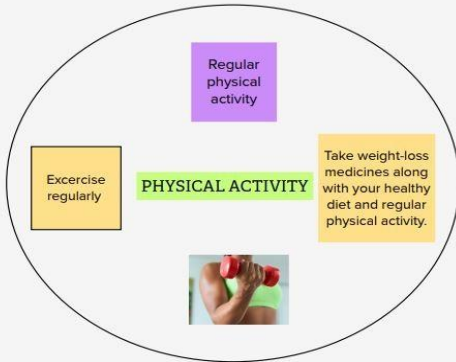 Regular
physical
activity
Excercise
regularly
PHYSICAL ACTIVITY
Take weight-loss
medicines along
with your healthy
diet and regular
physical activity.